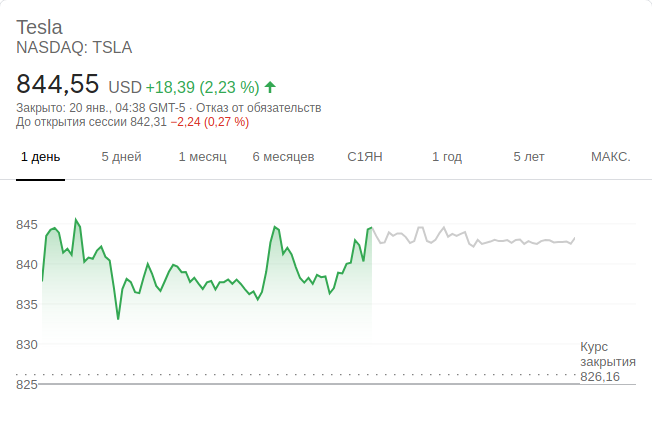 Tesla
NASDAQ: TSLA
844,55 USD +18,39 (2,23 %)
Закрыто: 20 янв., 04:38 GMT-5 · Отказ от обязательств
До открытия сессии 842,31 −2,24 (0,27 %)
1 день 5 дней 1 месяц 6 месяцев С1ЯН 1 год 5 лет МАКС.
845
840
835
830
Курс
закрытия
826,16
825